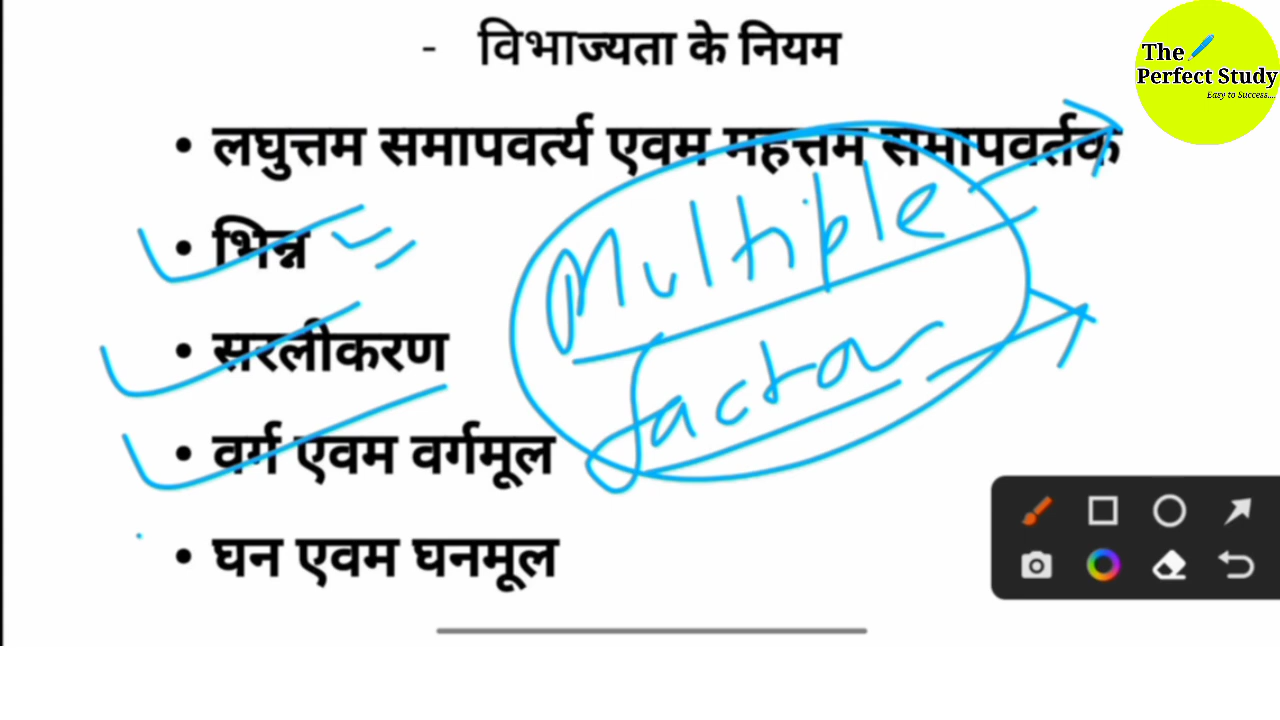 - विभाज्यता के नियम
The
Perfect Study
Easy to Success....
• लघुत्तम समापवर्त्य एवम महत्तम समापवर्तक
• भिन्न
• सरलीकरण
• वर्ग एवम वर्गमूल
• घन एवम घनमूल
Multiple
factor